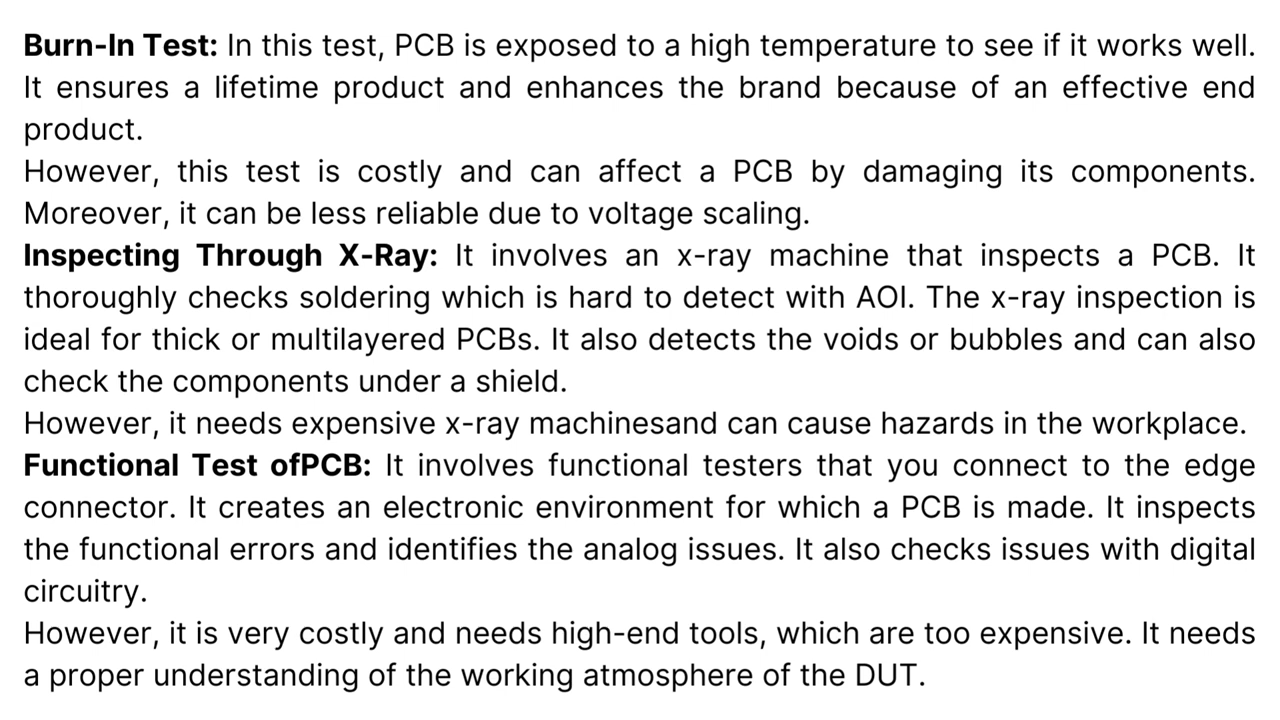 Burn-In Test: In this test, PCB is exposed to a high temperature to see if it works well.
It ensures a lifetime product and enhances the brand because of an effective end
product.
However, this test is costly and can affect a PCB by damaging its components.
Moreover, it can be less reliable due to voltage scaling.
Inspecting Through X-Ray: It involves an x-ray machine that inspects a PCB. It
thoroughly checks soldering which is hard to detect with AOI. The x-ray inspection is
ideal for thick or multilayered PCBs. It also detects the voids or bubbles and can also
check the components under a shield.
However, it needs expensive x-ray machinesand can cause hazards in the workplace.
Functional Test ofPCB: It involves functional testers that you connect to the edge
connector. It creates an electronic environment for which a PCB is made. It inspects
the functional errors and identifies the analog issues. It also checks issues with digital
circuitry.
However, it is very costly and needs high-end tools, which are too expensive. It needs
a proper understanding of the working atmosphere of the DUT.